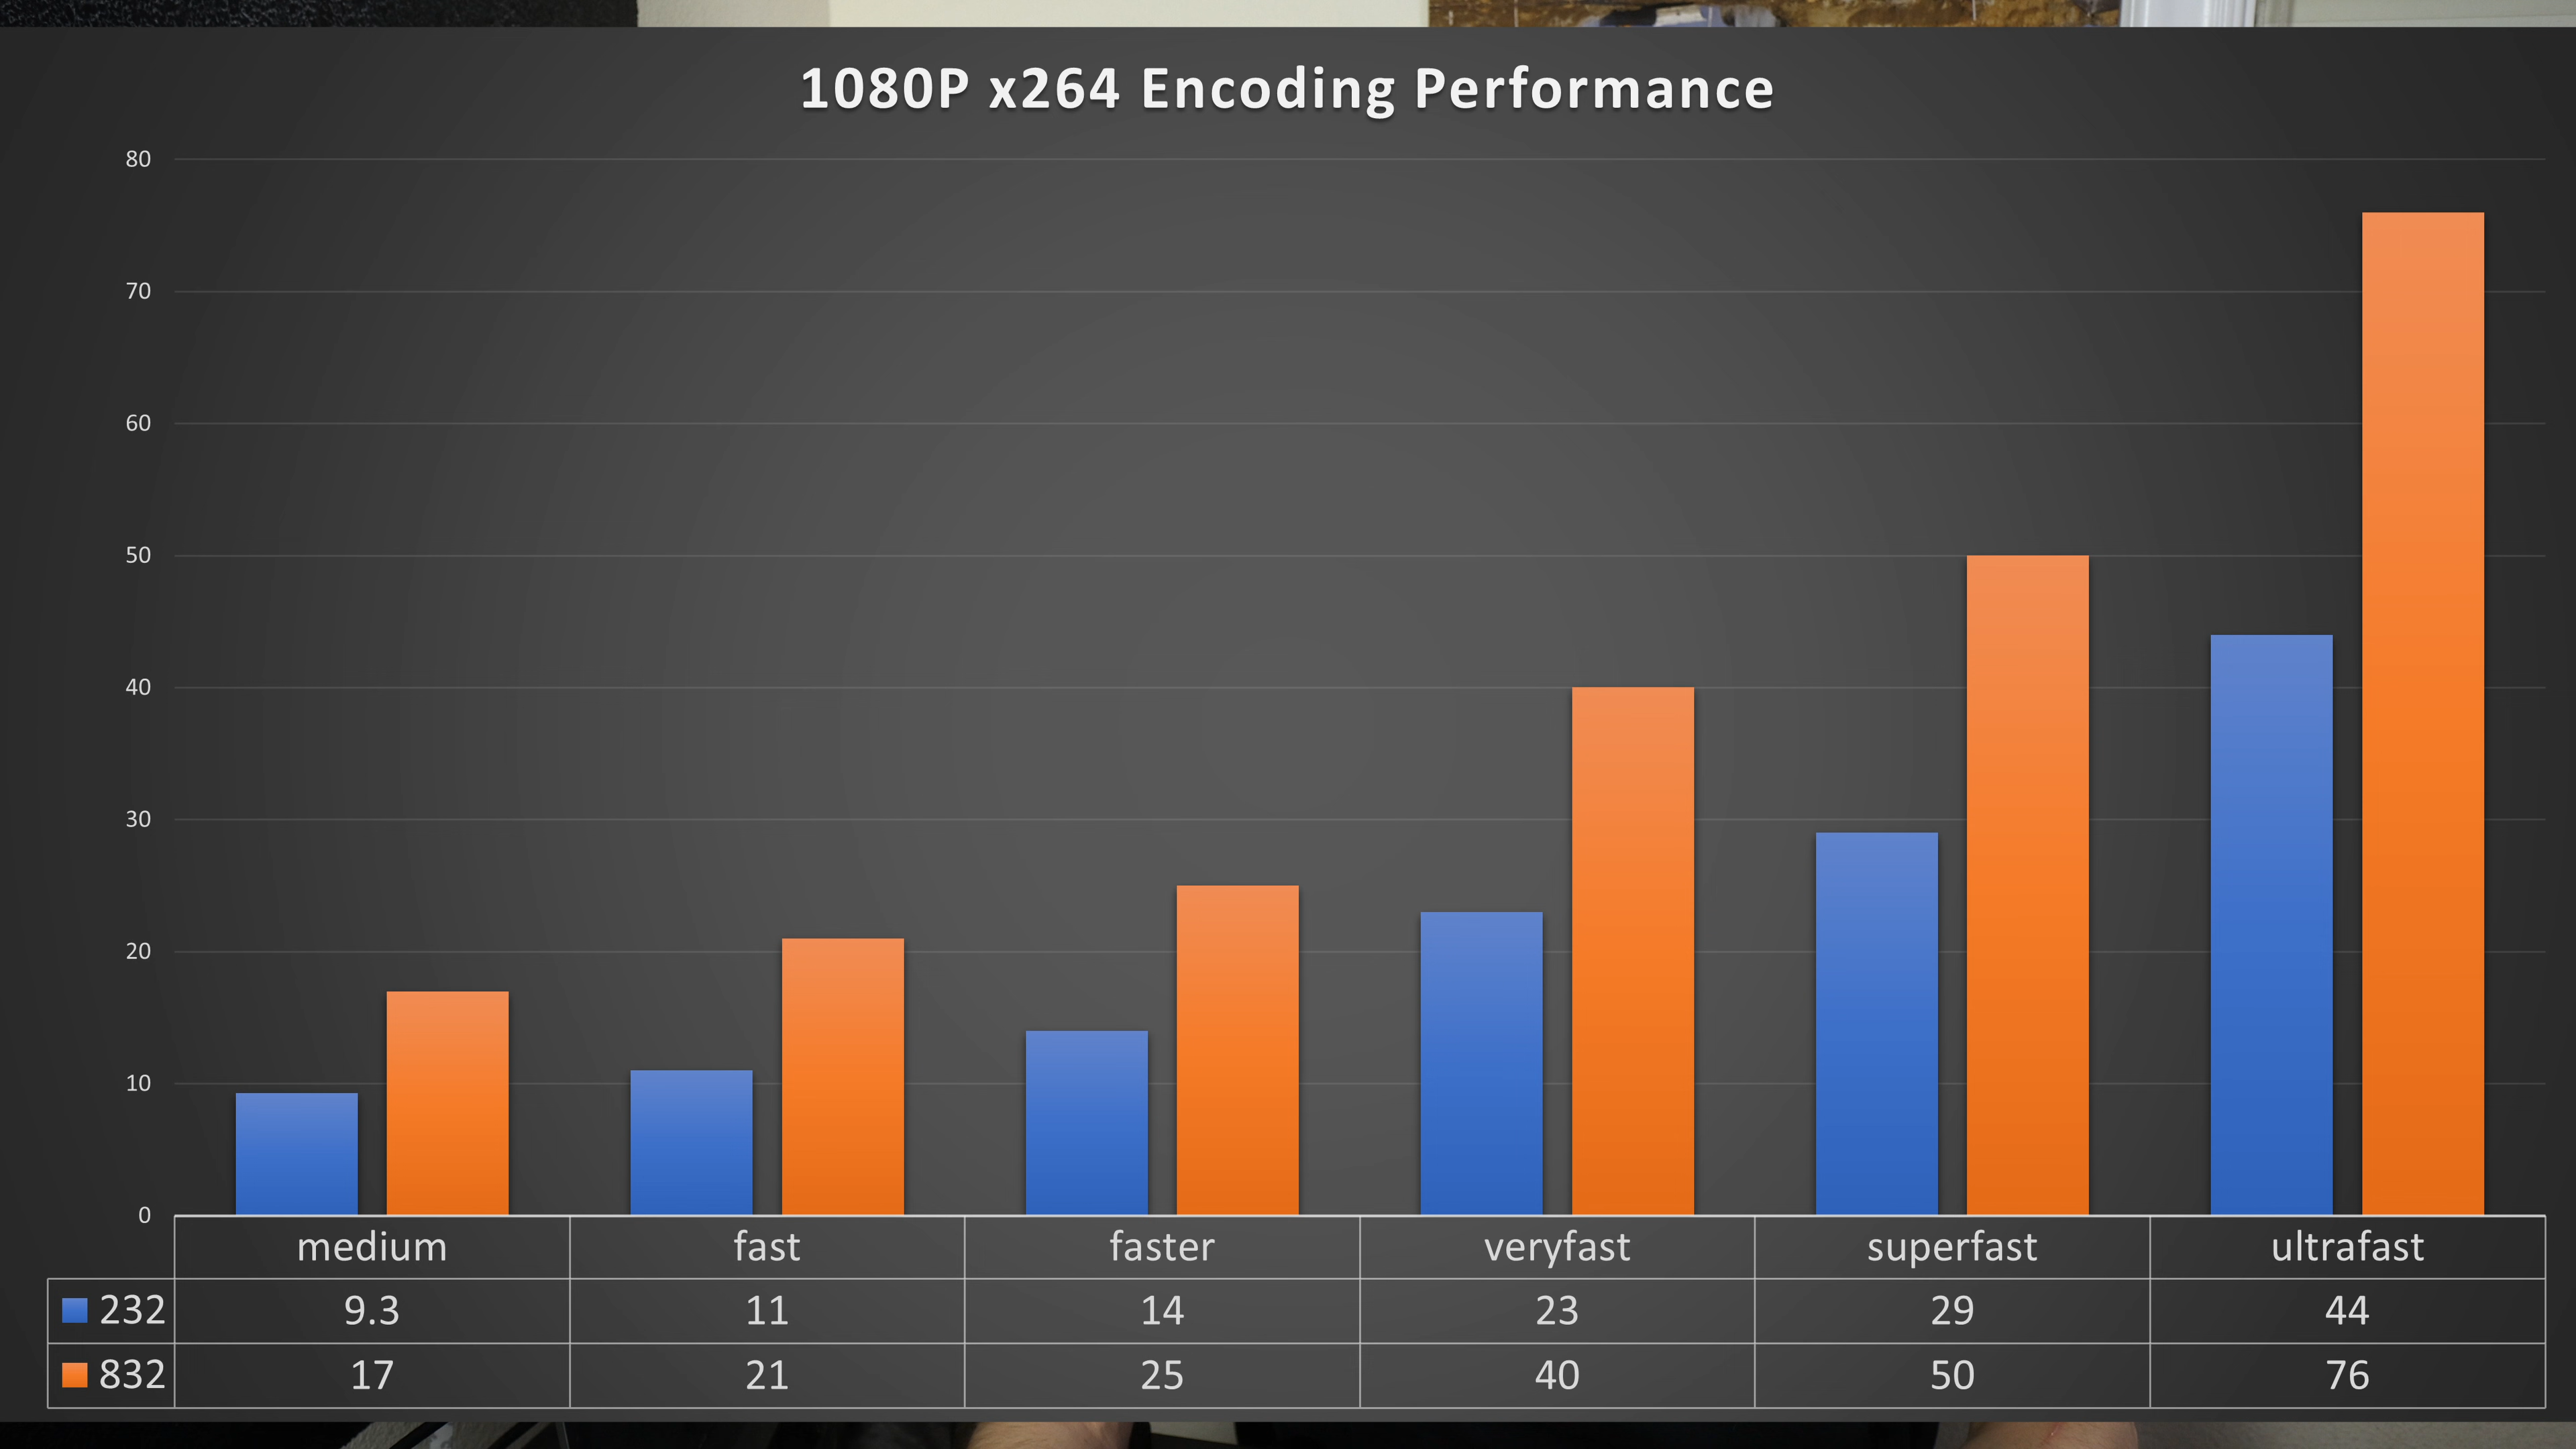 1080P x264 Encoding Performance
80
70
60
50
40
30
20
10
0
medium fast faster veryfast superfast ultrafast
232 9.3 11 14 23 29 44
832 17 21 25 40 50 76